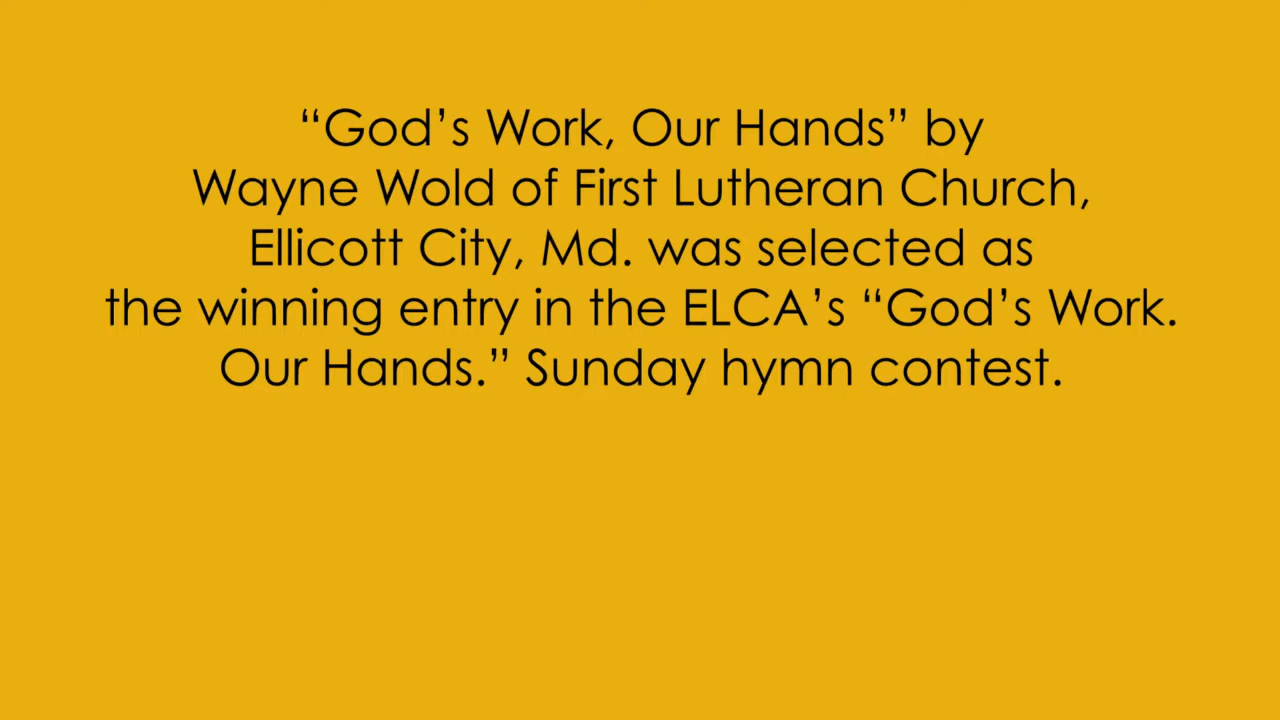 “God’s Work, Our Hands” by
Wayne Wold of First Lutheran Church,
Ellicott City, Md. was selected as
the winning entry in the ELCA’s “God’s Work.
Our Hands.” Sunday hymn contest.